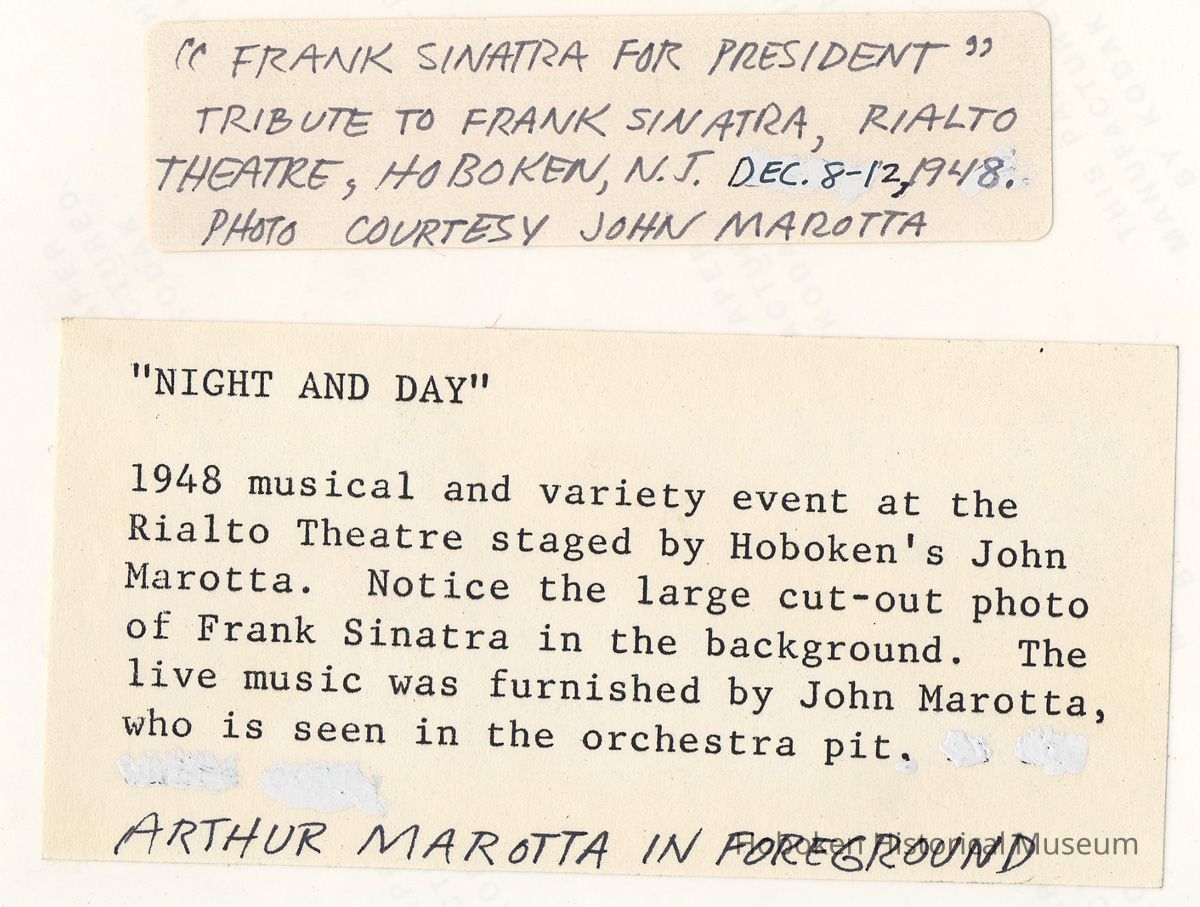 “ FRANK SINATRA FOR PRESIDENT ”
TRIBUTE TO FRANK SINATRA, RIALTO
THEATRE, HOBOKEN, N.J. DEC. 8-12, 1948.
PHOTO COURTESY JOHN MAROTTA
"NIGHT AND DAY"
1948 musical and variety event at the
Rialto Theatre staged by Hoboken's John
Marotta.  Notice the large cut-out photo
of Frank Sinatra in the background.  The
live music was furnished by John Marotta,
who is seen in the orchestra pit.
ARTHUR MAROTTA IN FOREGROUND
Hoboken Historical Museum